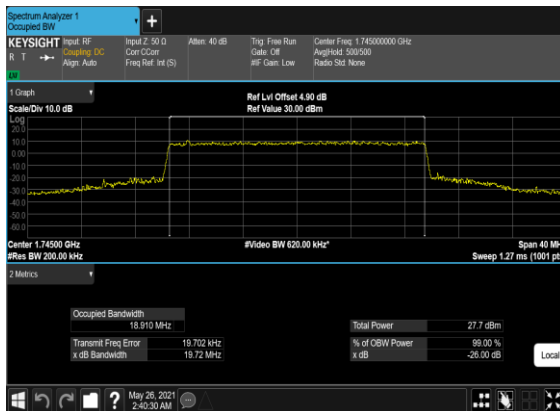 Spectrum Analyzer 1
Occupied BW
KEYSIGHT Input: RF Input Z: 50 Ω Atten: 40 dB Trig: Free Run Center Freq: 1.745000000 GHz
R T Coupling: DC Corr CCorr Gate: Off Avg|Hold: 500/500
Align: Auto Freq Ref: Int (S) #IF Gain: Low Radio Std: None
1 Graph
Ref Lvl Offset 4.90 dB
Scale/Div 10.0 dB Ref Value 30.00 dBm
Log
20.0
10.0
0.00
-10.0
-20.0
-30.0
-40.0
-50.0
-60.0
Center 1.74500 GHz #Video BW 620.00 kHz* Span 40 MH
#Res BW 200.00 kHz Sweep 1.27 ms (1001 pts
2 Metrics
Occupied Bandwidth
18.910 MHz Total Power 27.7 dBm
Transmit Freq Error 19.702 kHz % of OBW Power 99.00 %
x dB Bandwidth 19.72 MHz x dB -26.00 dB
Local
May 26, 2021
2:40:30 AM